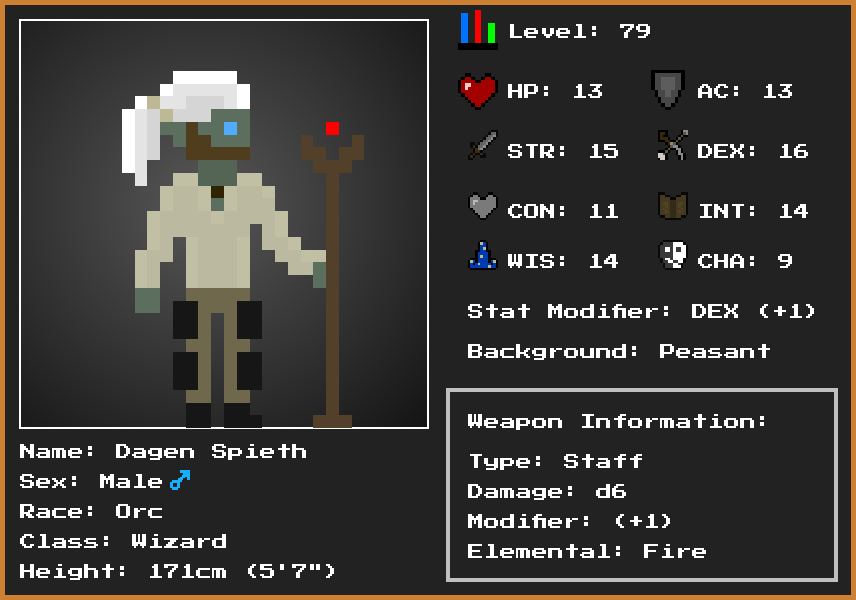 Level: 79
HP: 13
AC: 13
STR: 15
DEX: 16
CON: 11
INT: 14
WIS: 14
CHA: 9
Stat Modifier: DEX (+1)
Background: Peasant
Weapon Information:
Type: Staff
Damage: d6
Modifier: (+1)
Elemental: Fire
Name: Dagen Spieth
Sex: Male♂
Race: Orc
Class: Wizard
Height: 171cm (5'7")